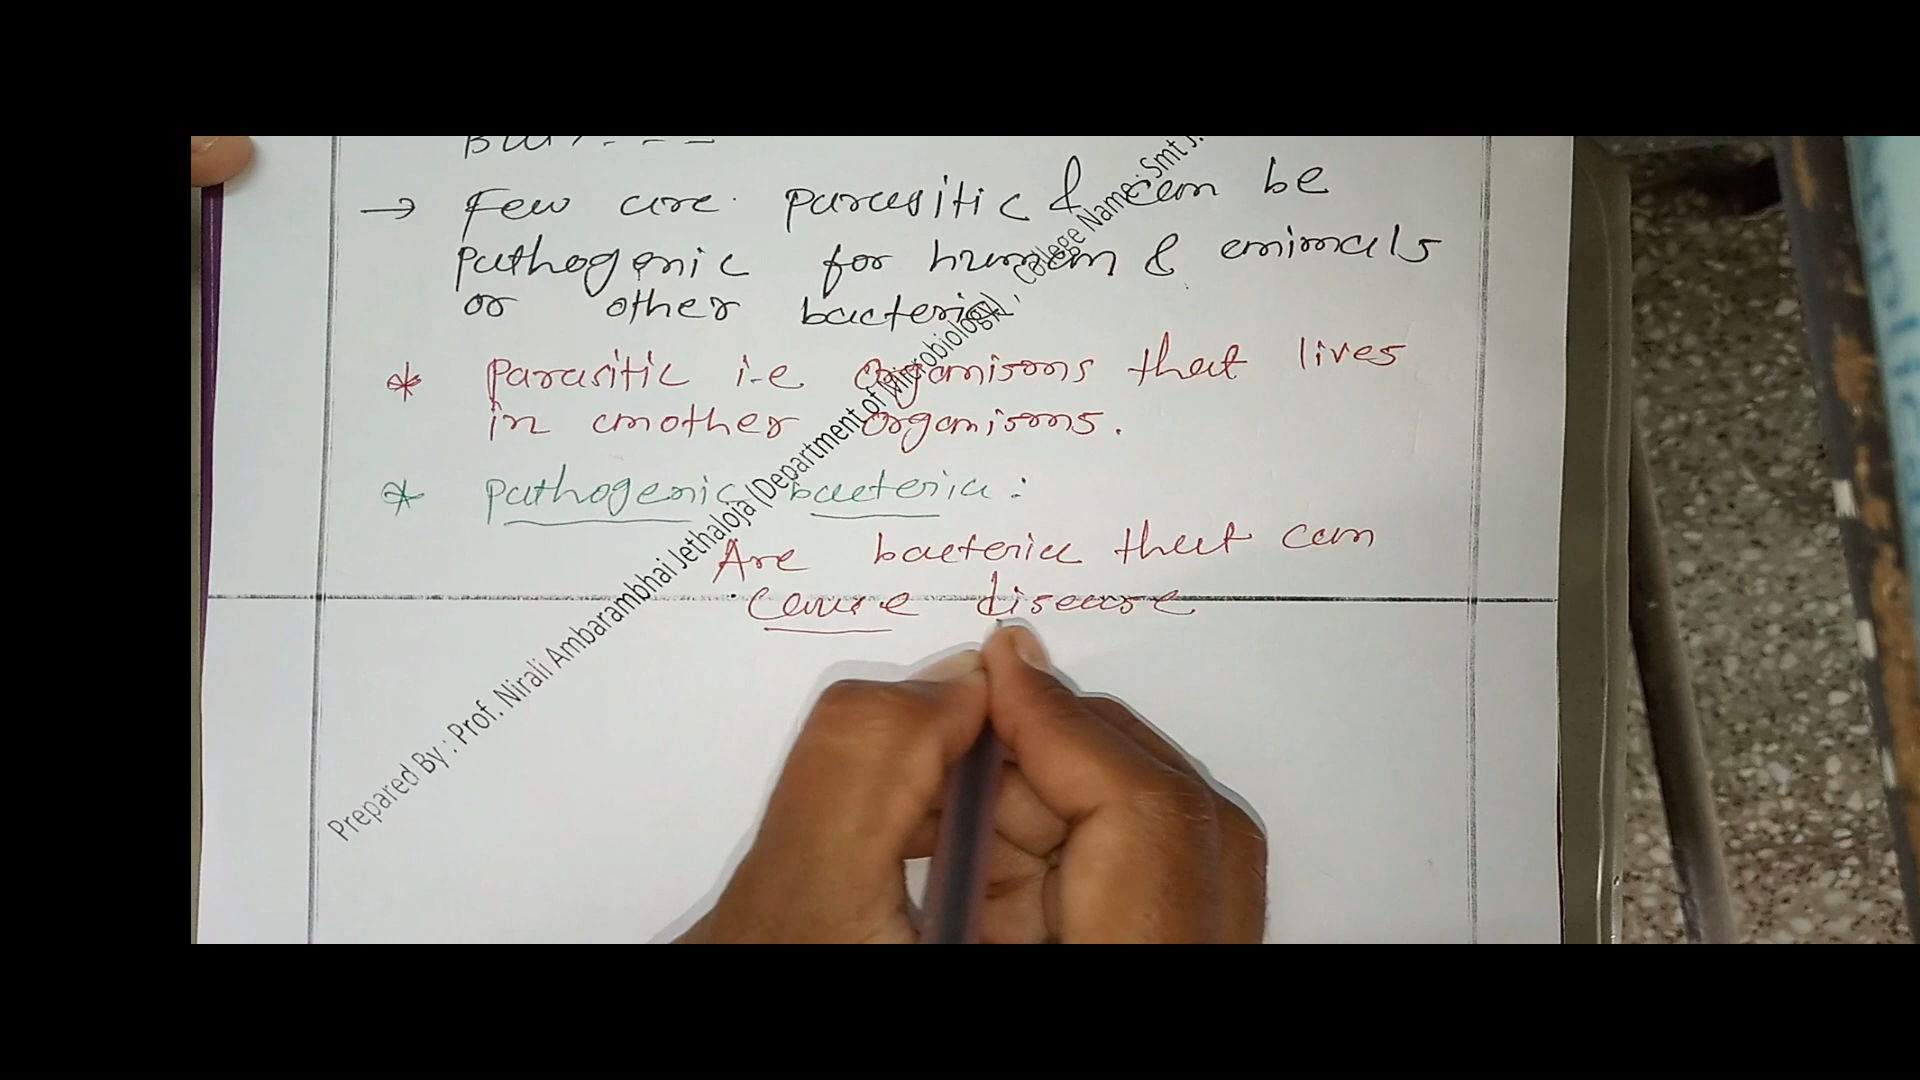 → Few are parasitic & can be
pathogenic for human & animals
or other bacteria
* Parasitic i.e organisms that lives
in another organisms.
* pathogenic bacteria:
Are bacteria that can
cause disease
Prepared By : Prof. Nirali Ambarambhai Jethaloja (Department of Microbiology) , College Name: Smt J.